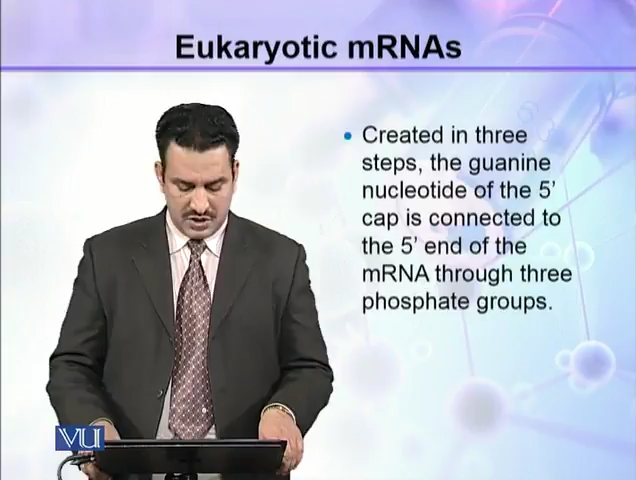 Eukaryotic mRNAs
• Created in three
steps, the guanine
nucleotide of the 5’
cap is connected to
the 5’ end of the
mRNA through three
phosphate groups.
VU